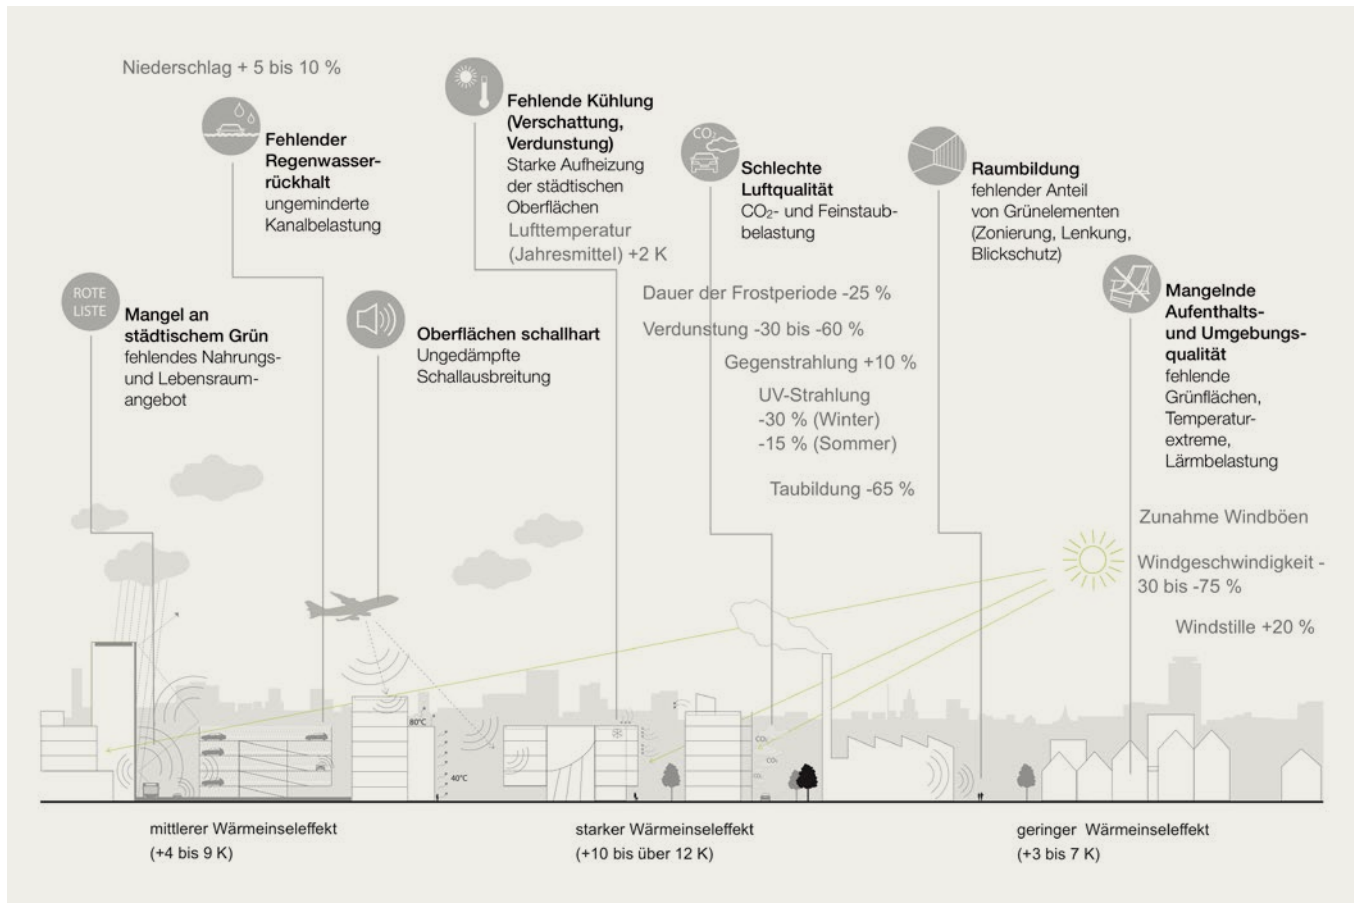 Niederschlag + 5 bis 10 %
Fehlender
Regenwasser-
rückhalt
ungeminderte
Kanalbelastung
Fehlende Kühlung
(Verschattung,
Verdunstung)
Starke Aufheizung
der städtischen
Oberflächen
Lufttemperatur
(Jahresmittel) +2 K
CO₂
Schlechte
Luftqualität
CO₂- und Feinstaub-
belastung
Raumbildung
fehlender Anteil
von Grünelementen
(Zonierung, Lenkung,
Blickschutz)
ROTE
LISTE
Mangel an
städtischem Grün
fehlendes Nahrungs-
und Lebensraum-
angebot
Oberflächen schallhart
Ungedämpfte
Schallausbreitung
Dauer der Frostperiode -25 %
Verdunstung -30 bis -60 %
Gegenstrahlung +10 %
UV-Strahlung
-30 % (Winter)
-15 % (Sommer)
Taubildung -65 %
Mangelnde
Aufenthalts-
und Umgebungs-
qualität
fehlende
Grünflächen,
Temperatur-
extreme,
Lärmbelastung
Zunahme Windböen
Windgeschwindigkeit -
30 bis -75 %
Windstille +20 %
80°C
40°C
CO₂
CO₂
CO₂
mittlerer Wärmeinseleffekt
(+4 bis 9 K)
starker Wärmeinseleffekt
(+10 bis über 12 K)
geringer Wärmeinseleffekt
(+3 bis 7 K)